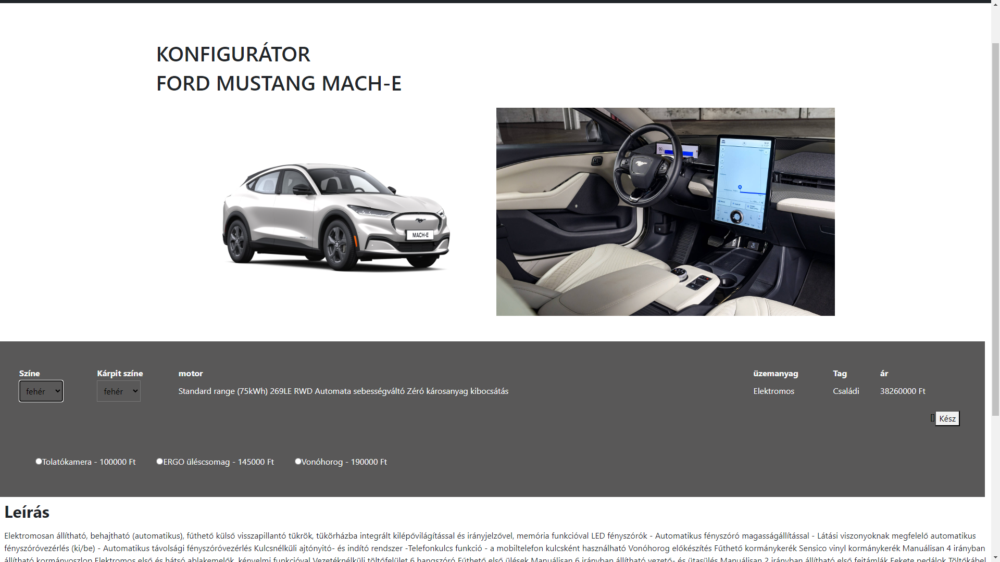 KONFIGURÁTOR
FORD MUSTANG MACH-E
MACH-E
99
Színe
Kárpit színe
motor
üzemanyag
Tag
ár
fehér
fehér
Standard range (75kWh) 269LE RWD Automata sebességváltó Zéró károsanyag kibocsátás
Elektromos
Családi
38260000 Ft
Kész
Tolatókamera - 100000 Ft
ERGO üléscsomag - 145000 Ft
Vonóhorog - 190000 Ft
Leírás
Elektromosan állítható, behajtható (automatikus), fűthető külső visszapillantó tükrök, tükörházba integrált kilépővilágítással és irányjelzővel, memória funkcióval LED fényszórók - Automatikus fényszóró magasságállítással - Látási viszonyoknak megfelelő automatikus
fényszóróvezérlés (ki/be) - Automatikus távolsági fényszóróvezérlés Kulcsnélküli ajtónyitó- és indító rendszer -Telefonkulcs funkció - a mobiltelefon kulcsként használható Vonóhorog előkészítés Fűthető kormánykerék Sensico vinyl kormánykerék Manuálisan 4 irányban
állítható kormányoszlop Elektromos első és hátsó ablakemelők, kényelmi funkcióval Vezetéknélküli töltőfelület 6 hangszóró Fűthető első ülések Manuálisan 6 irányban állítható vezető- és utasülés Manuálisan 2 irányban állítható első fejtámlák Fekete pedálok Töltőkábel